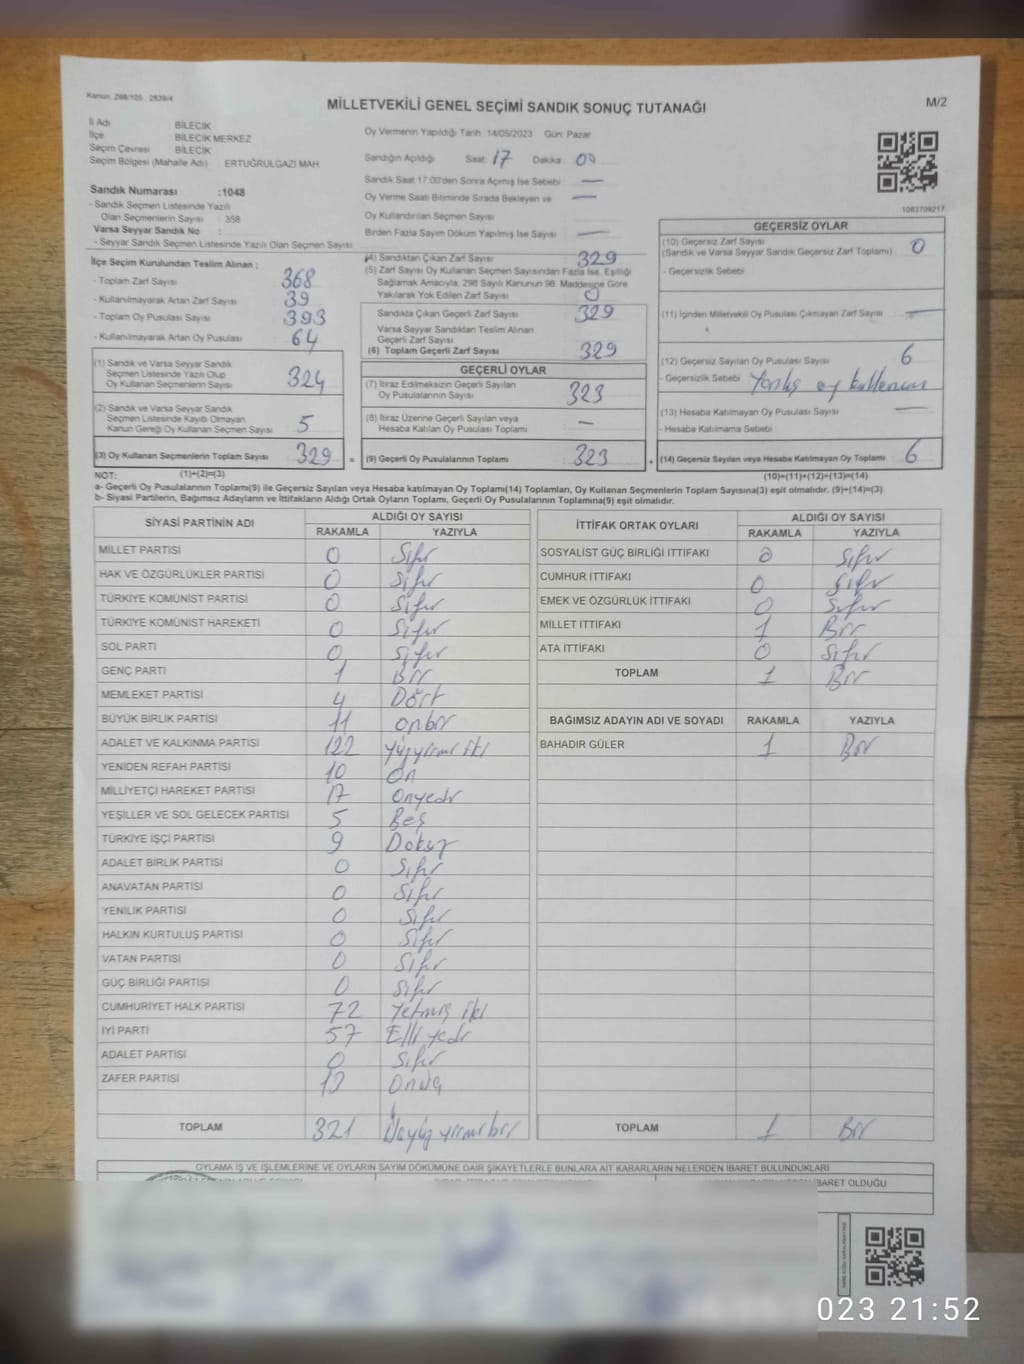 Kanun: 298/105 , 2839/4
MİLLETVEKİLİ GENEL SEÇİMİ SANDIK SONUÇ TUTANAĞI
M/2
İl Adı : BİLECİK
İlçe : BİLECİK MERKEZ
Seçim Çevresi : BİLECİK
Seçim Bölgesi (Mahalle Adı) : ERTUĞRULGAZI MAH
Oy Vermenin Yapıldığı Tarih: 14/05/2023 Gün: Pazar
Sandığın Açıldığı Saat: 17 Dakika: 00
Sandık Saat 17:00'den Sonra Açımış İse Sebebi : —
Oy Verme Saati Bitiminde Sırada Bekleyen ve —
Oy Kullandırılan Seçmen Sayısı
Birden Fazla Sayım Döküm Yapılmış İse Sayısı : —
1083709217
Sandık Numarası :1048
- Sandık Seçmen Listesinde Yazılı
Olan Seçmenlerin Sayısı : 358
Varsa Seyyar Sandık No :
- Seyyar Sandık Seçmen Listesinde Yazılı Olan Seçmen Sayısı:
İlçe Seçim Kurulundan Teslim Alınan ;
- Toplam Zarf Sayısı : 368
- Kullanılmayarak Artan Zarf Sayısı : 39
- Toplam Oy Pusulası Sayısı : 393
- Kullanılmayarak Artan Oy Pusulası : 64
(1) Sandık ve Varsa Seyyar Sandık
Seçmen Listesinde Yazılı Olup
Oy Kullanan Seçmenlerin Sayısı : 324
(2) Sandık ve Varsa Seyyar Sandık
Seçmen Listesinde Kayıtlı Olmayan
Kanun Gereği Oy Kullanan Seçmen Sayısı : 5
(3) Oy Kullanan Seçmenlerin Toplam Sayısı : 329 =
(4) Sandıktan Çıkan Zarf Sayısı : 329
(5) Zarf Sayısı Oy Kullanan Seçmen Sayısından Fazla İse, Eşitliği
Sağlamak Amacıyla, 298 Sayılı Kanunun 98. Maddesine Göre
Yakılarak Yok Edilen Zarf Sayısı : 0
Sandıkta Çıkan Geçerli Zarf Sayısı : 329
Varsa Seyyar Sandıktan Teslim Alınan
Geçerli Zarf Sayısı :
(6) Toplam Geçerli Zarf Sayısı : 329
GEÇERLİ OYLAR
(7) İtiraz Edilmeksizin Geçerli Sayılan
Oy Pusulalarının Sayısı : 323
(8) İtiraz Üzerine Geçerli Sayılan veya
Hesaba Katılan Oy Pusulası Toplamı : —
(9) Geçerli Oy Pusulalarının Toplamı : 323 +
GEÇERSİZ OYLAR
(10) Geçersiz Zarf Sayısı : 0
(Sandık ve Varsa Seyyar Sandık Geçersiz Zarf Toplamı)
- Geçersizlik Sebebi :
(11) İçinden Milletvekili Oy Pusulası Çıkmayan Zarf Sayısı : —
(12) Geçersiz Sayılan Oy Pusulası Sayısı : 6
- Geçersizlik Sebebi : Yanlış oy kullanımı
(13) Hesaba Katılmayan Oy Pusulası Sayısı : —
- Hesaba Katılmama Sebebi :
(14) Geçersiz Sayılan veya Hesaba Katılmayan Oy Toplamı : 6
NOT: (1)+(2)=(3) (10)+(11)+(12)+(13)=(14)
a- Geçerli Oy Pusulasının Toplamı(9) ile Geçersiz Sayılan veya Hesaba katılmayan Oy Toplamı(14) Toplamları, Oy Kullanan Seçmenlerin Toplam Sayısına(3) eşit olmalıdır. (9)+(14)=(3)
b- Siyasi Partilerin, Bağımsız Adayların ve İttifakların Aldığı Ortak Oyların Toplamı, Geçerli Oy Pusulalarının Toplamına(9) eşit olmalıdır.
SİYASİ PARTİNİN ADI ALDIĞI OY SAYISI
RAKAMLA YAZIYLA
MİLLET PARTİSİ 0 Sıfır
HAK VE ÖZGÜRLÜKLER PARTİSİ 0 Sıfır
TÜRKİYE KOMÜNİST PARTİSİ 0 Sıfır
TÜRKİYE KOMÜNİST HAREKETİ 0 Sıfır
SOL PARTİ 0 Sıfır
GENÇ PARTİ 1 Bir
MEMLEKET PARTİSİ 4 Dört
BÜYÜK BİRLİK PARTİSİ 11 onbir
ADALET VE KALKINMA PARTİSİ 122 Yüzyirmi iki
YENİDEN REFAH PARTİSİ 10 On
MİLLİYETÇİ HAREKET PARTİSİ 17 Onyedi
YEŞİLLER VE SOL GELECEK PARTİSİ 5 Beş
TÜRKİYE İŞÇİ PARTİSİ 9 Dokuz
ADALET BİRLİK PARTİSİ 0 Sıfır
ANAVATAN PARTİSİ 0 Sıfır
YENİLİK PARTİSİ 0 Sıfır
HALKIN KURTULUŞ PARTİSİ 0 Sıfır
VATAN PARTİSİ 0 Sıfır
GÜÇ BİRLİĞİ PARTİSİ 0 Sıfır
CUMHURİYET HALK PARTİSİ 72 Yetmiş iki
İYİ PARTİ 57 Elli yedi
ADALET PARTİSİ 0 Sıfır
ZAFER PARTİSİ 13 Onüç
TOPLAM 321 Üçyüz yirmi bir
İTTİFAK ORTAK OYLARI ALDIĞI OY SAYISI
RAKAMLA YAZIYLA
SOSYALİST GÜÇ BİRLİĞİ İTTİFAKI 0 Sıfır
CUMHUR İTTİFAKI 0 Sıfır
EMEK VE ÖZGÜRLÜK İTTİFAKI 0 Sıfır
MİLLET İTTİFAKI 1 Bir
ATA İTTİFAKI 0 Sıfır
TOPLAM 1 Bir
BAĞIMSIZ ADAYIN ADI VE SOYADI RAKAMLA YAZIYLA
BAHADIR GÜLER 1 Bir
TOPLAM 1 Bir
OYLAMA İŞ VE İŞLEMLERİNE VE OYLARIN SAYIM DÖKÜMÜNE DAİR ŞİKAYETLERLE BUNLARA AİT KARARLARIN NELERDEN İBARET BULUNDUKLARI
BARET OLDUĞU
023 21:52